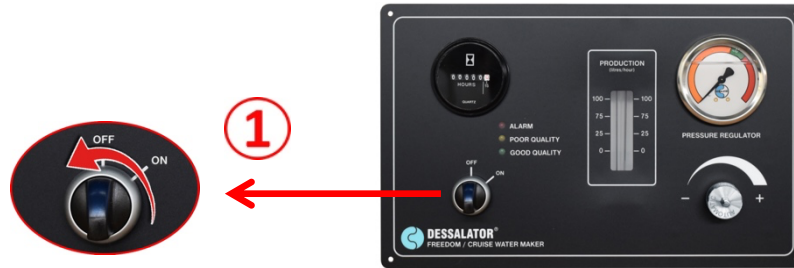 OFF
ON
1
00000
HOURS
QUARTZ
PRODUCTION
(litres/hour)
100 100
75 75
25 25
0 0
ALARM
POOR QUALITY
GOOD QUALITY
OFF
ON
PRESSURE REGULATOR
- +
DESSALATOR®
FREEDOM / CRUISE WATER MAKER